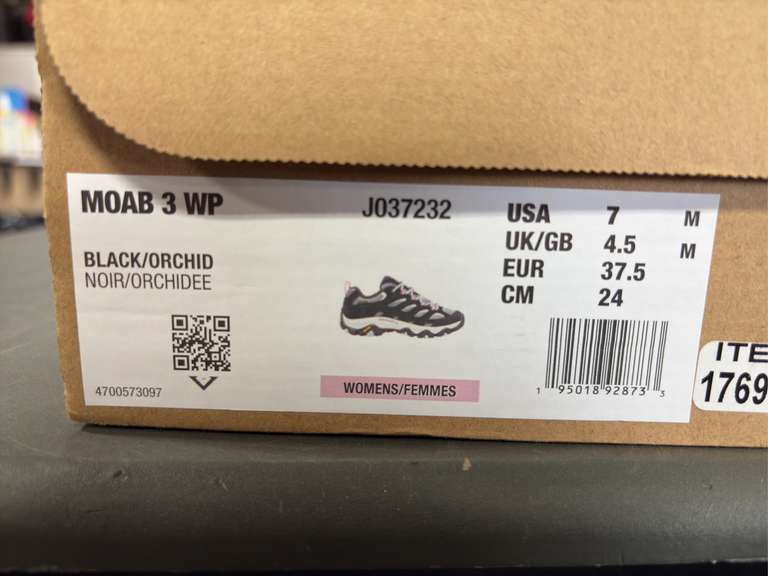 MOAB 3 WP
J037232
BLACK/ORCHID
NOIR/ORCHIDEE
4700573097
WOMENS/FEMMES
USA 7 M
UK/GB 4.5 M
EUR 37.5
CM 24
1 95018 92873 3
ITE
1769